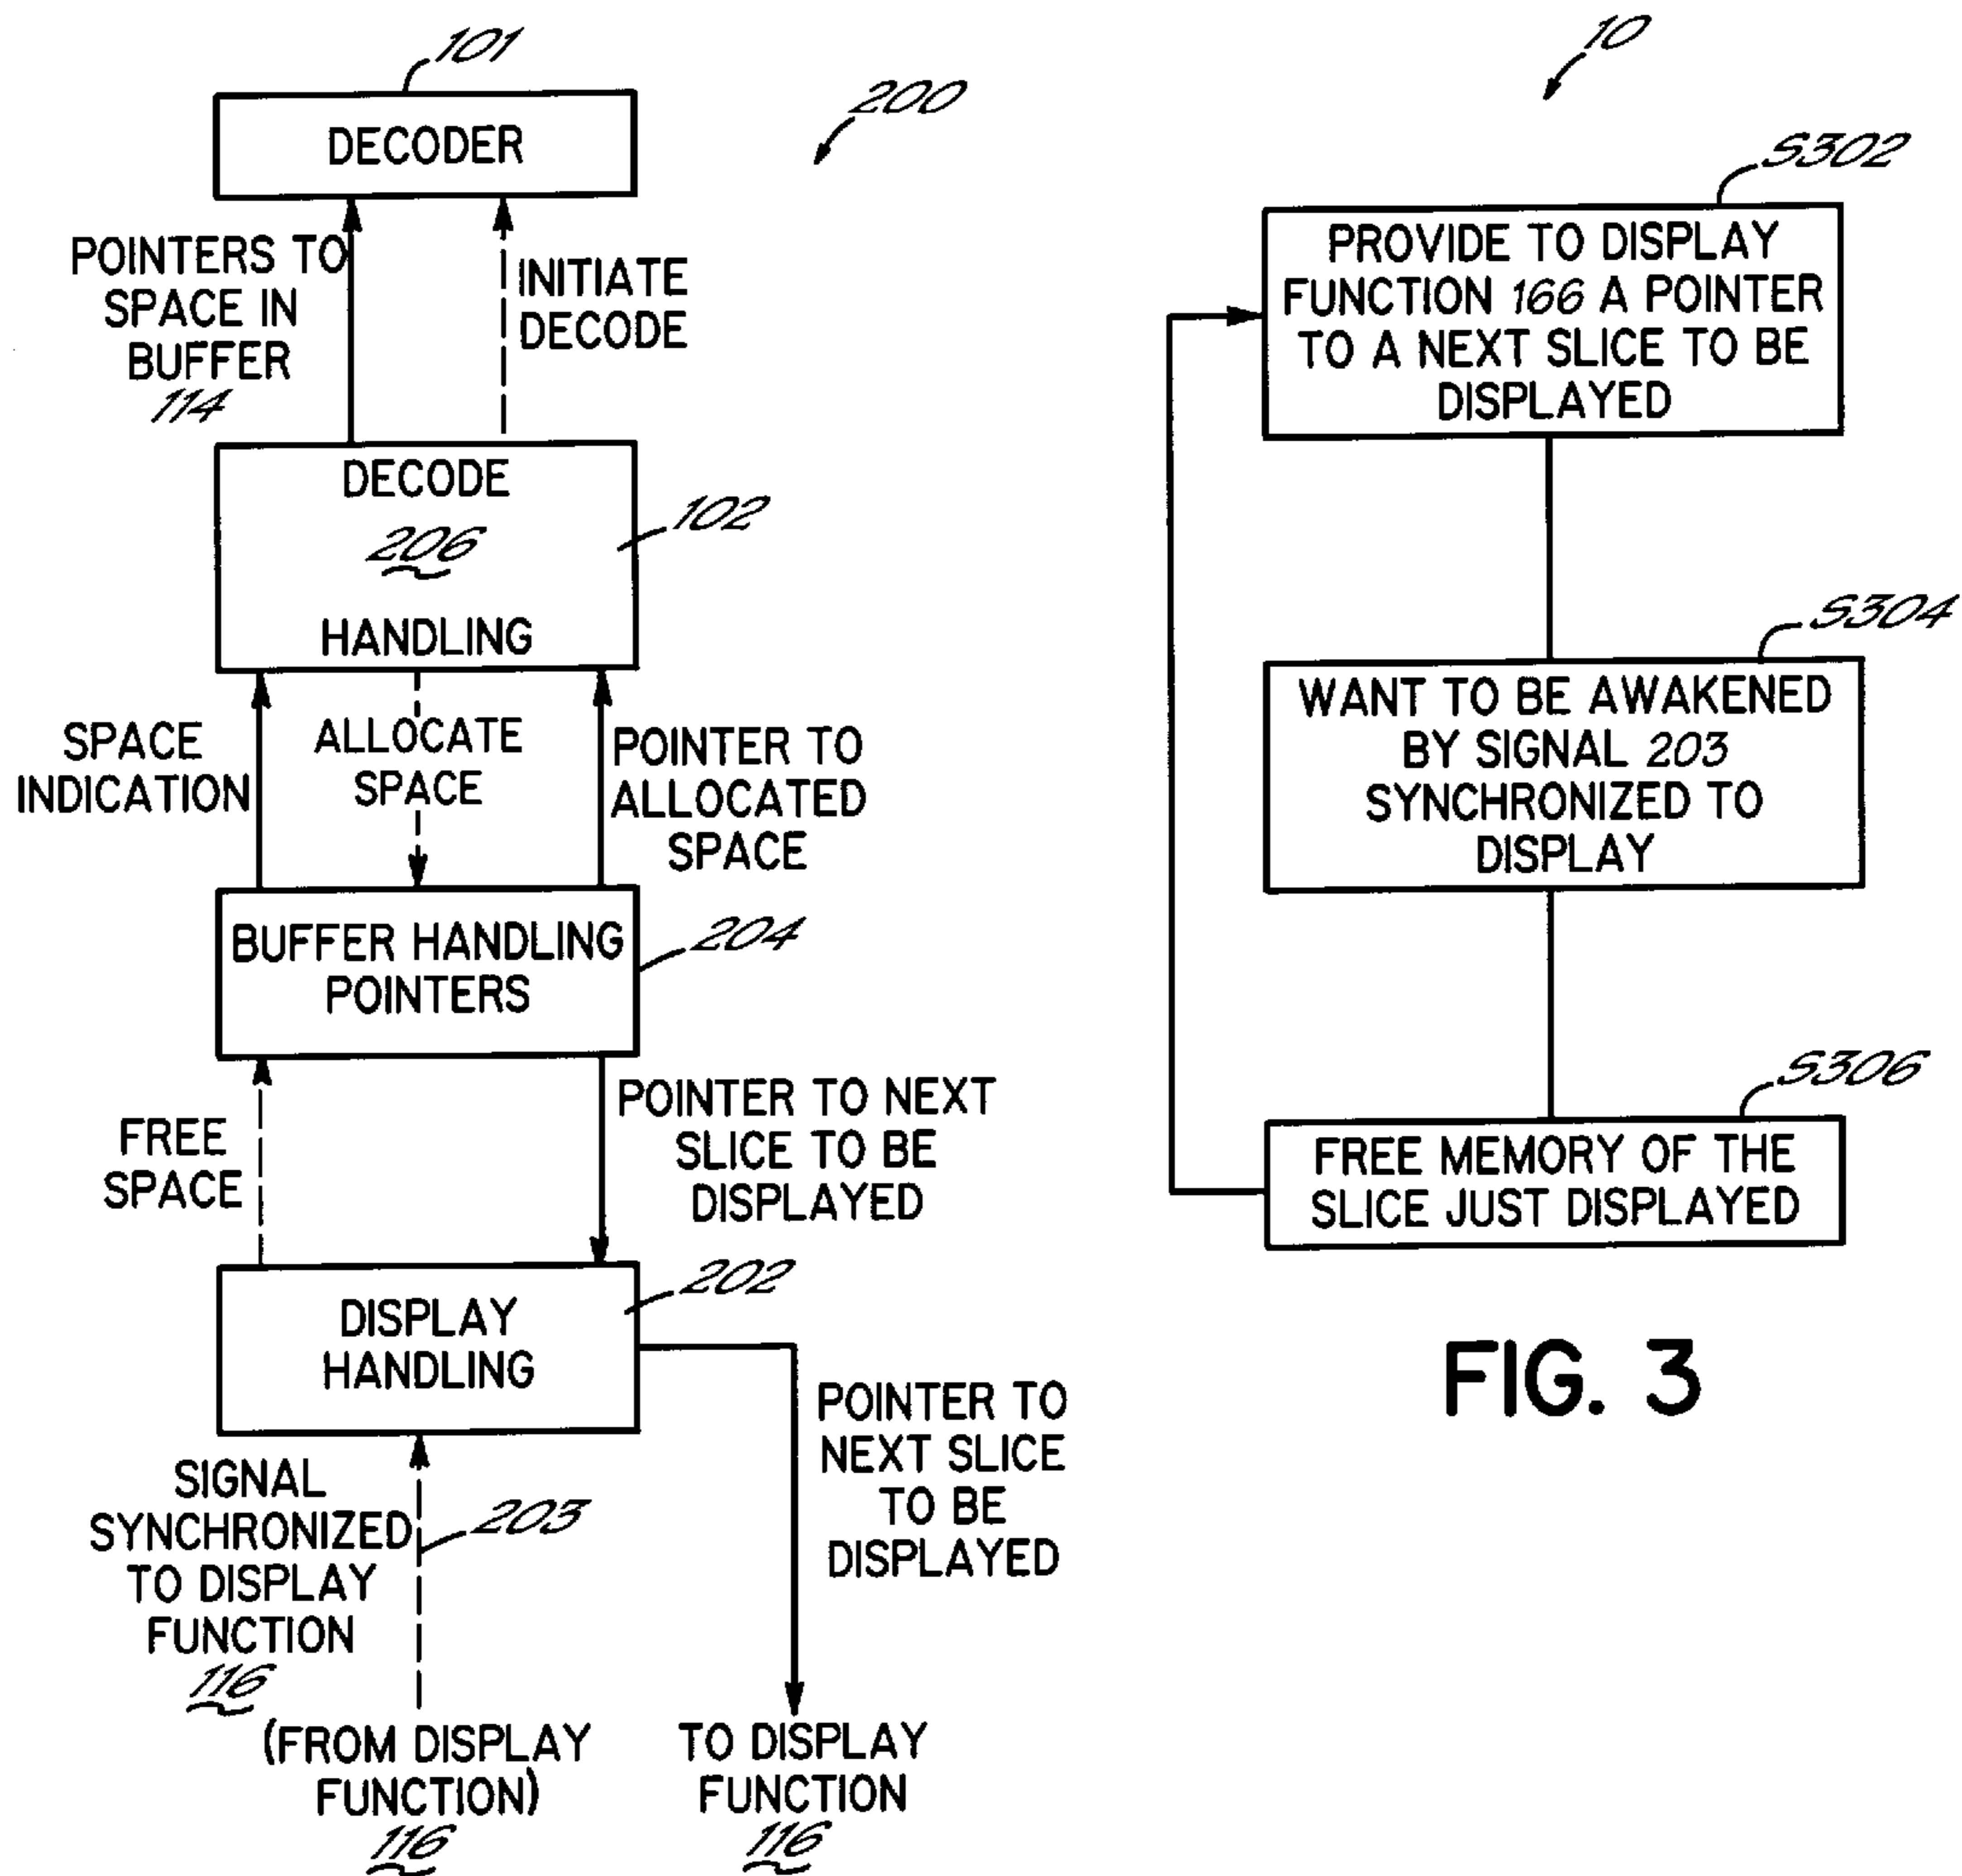 101
200
DECODER
POINTERS TO
SPACE IN
BUFFER
114
INITIATE
DECODE
DECODE
206
HANDLING
102
SPACE
INDICATION
ALLOCATE
SPACE
POINTER TO
ALLOCATED
SPACE
BUFFER HANDLING
POINTERS
204
FREE
SPACE
POINTER TO NEXT
SLICE TO BE
DISPLAYED
202
DISPLAY
HANDLING
SIGNAL
SYNCHRONIZED
TO DISPLAY
FUNCTION
116
203
(FROM DISPLAY
FUNCTION)
116
POINTER TO
NEXT SLICE
TO BE
DISPLAYED
TO DISPLAY
FUNCTION
116
10
S302
PROVIDE TO DISPLAY
FUNCTION 166 A POINTER
TO A NEXT SLICE TO BE
DISPLAYED
S304
WANT TO BE AWAKENED
BY SIGNAL 203
SYNCHRONIZED TO
DISPLAY
S306
FREE MEMORY OF THE
SLICE JUST DISPLAYED
FIG. 3